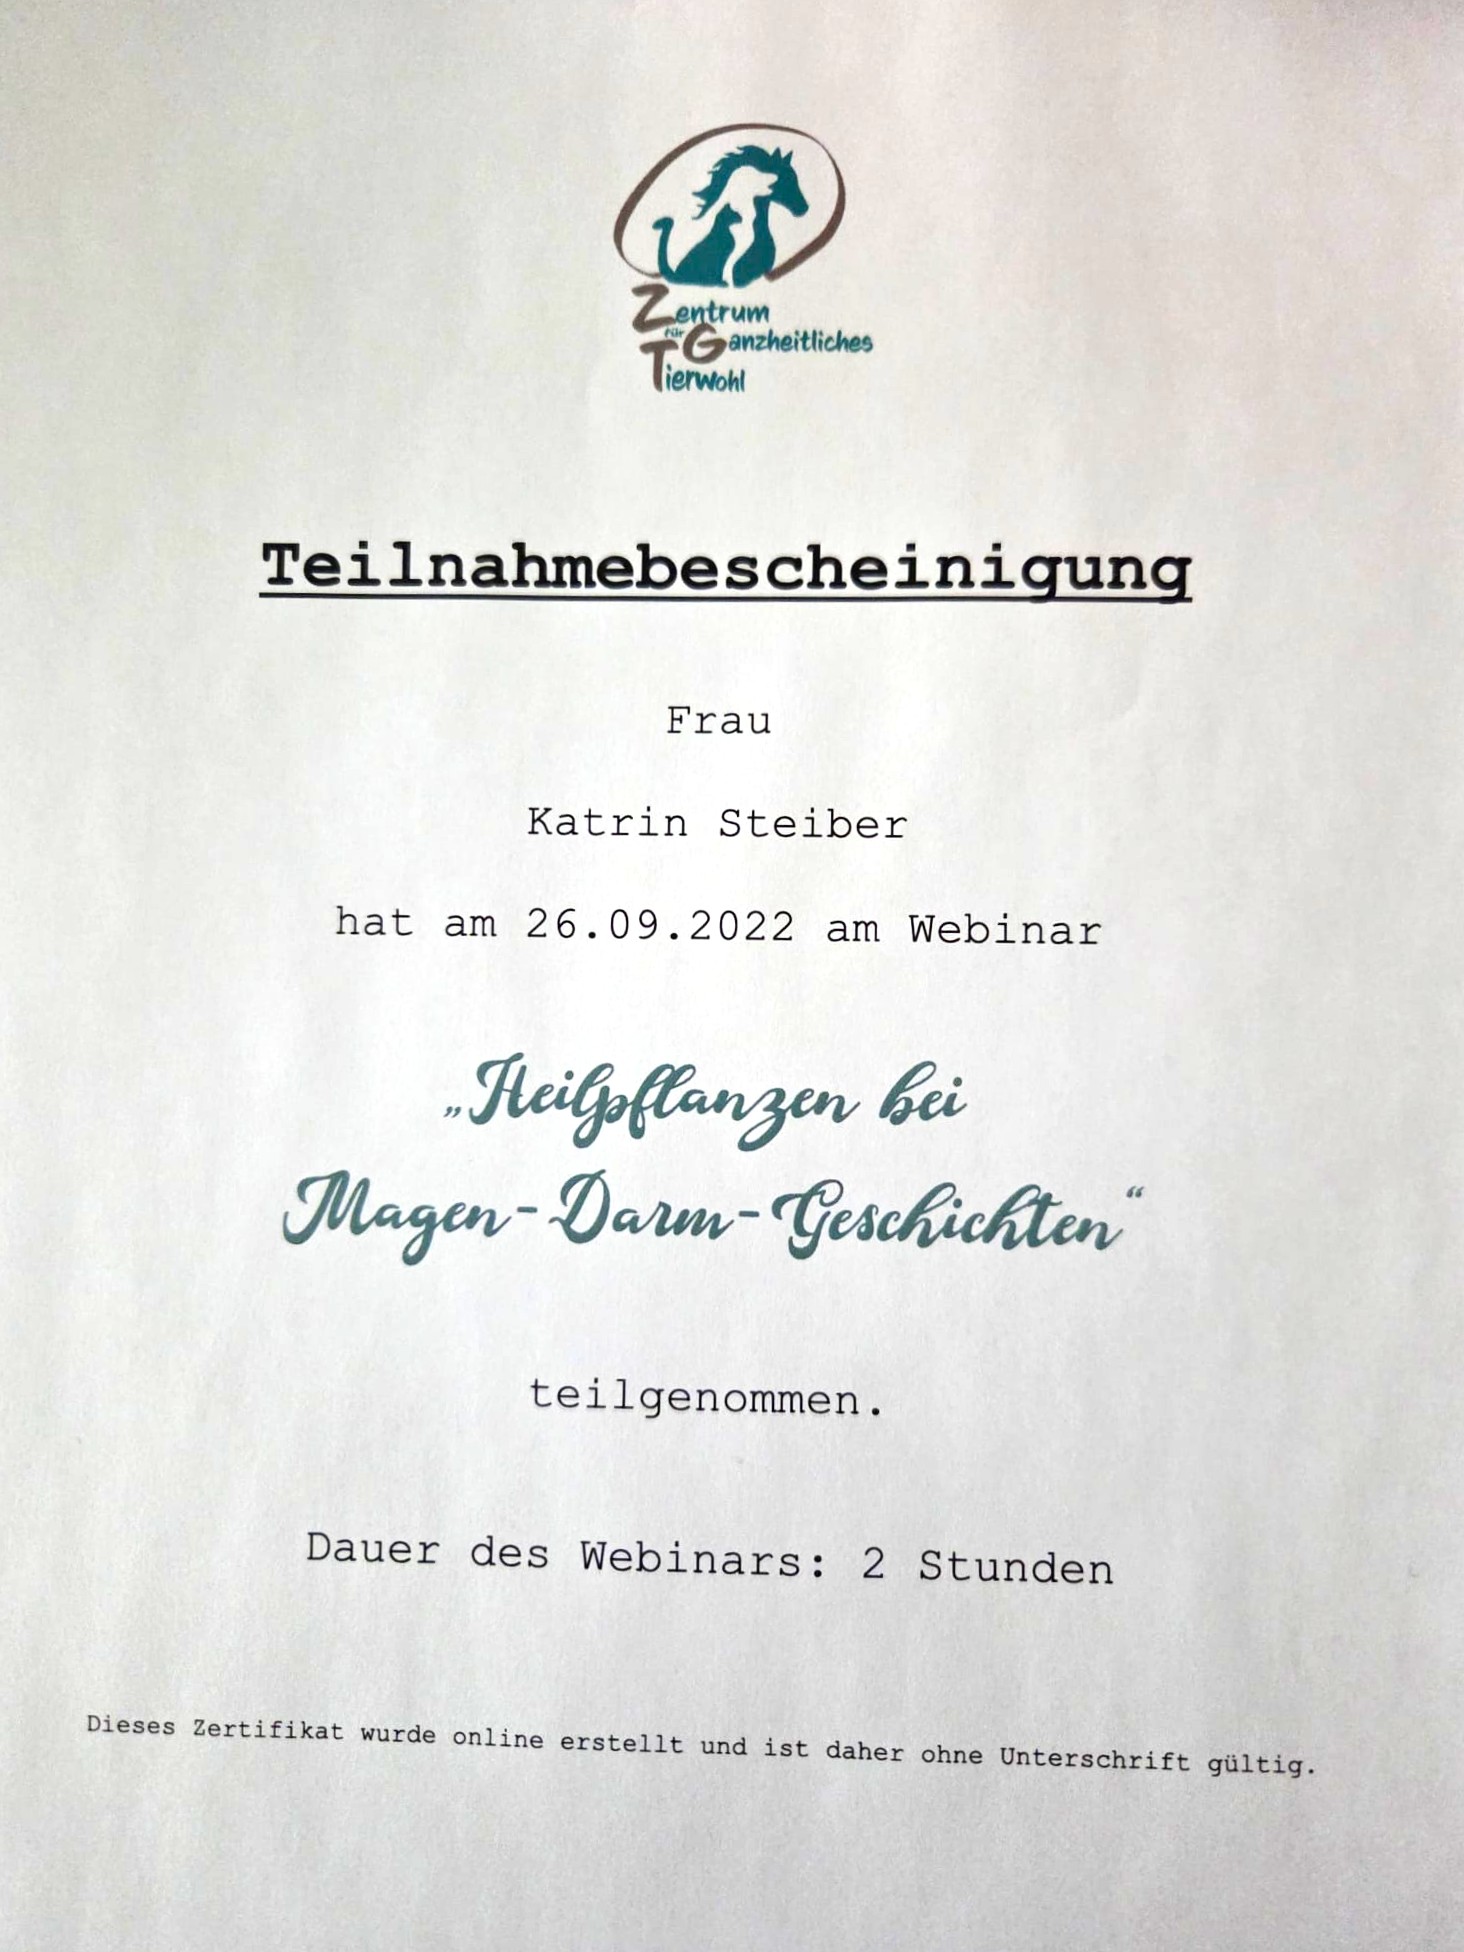 Zentrum
für Ganzheitliches
Tierwohl
Teilnahmebescheinigung
Frau
Katrin Steiber
hat am 26.09.2022 am Webinar
„Heilpflanzen bei
Magen-Darm-Geschichten“
teilgenommen.
Dauer des Webinars: 2 Stunden
Dieses Zertifikat wurde online erstellt und ist daher ohne Unterschrift gültig.